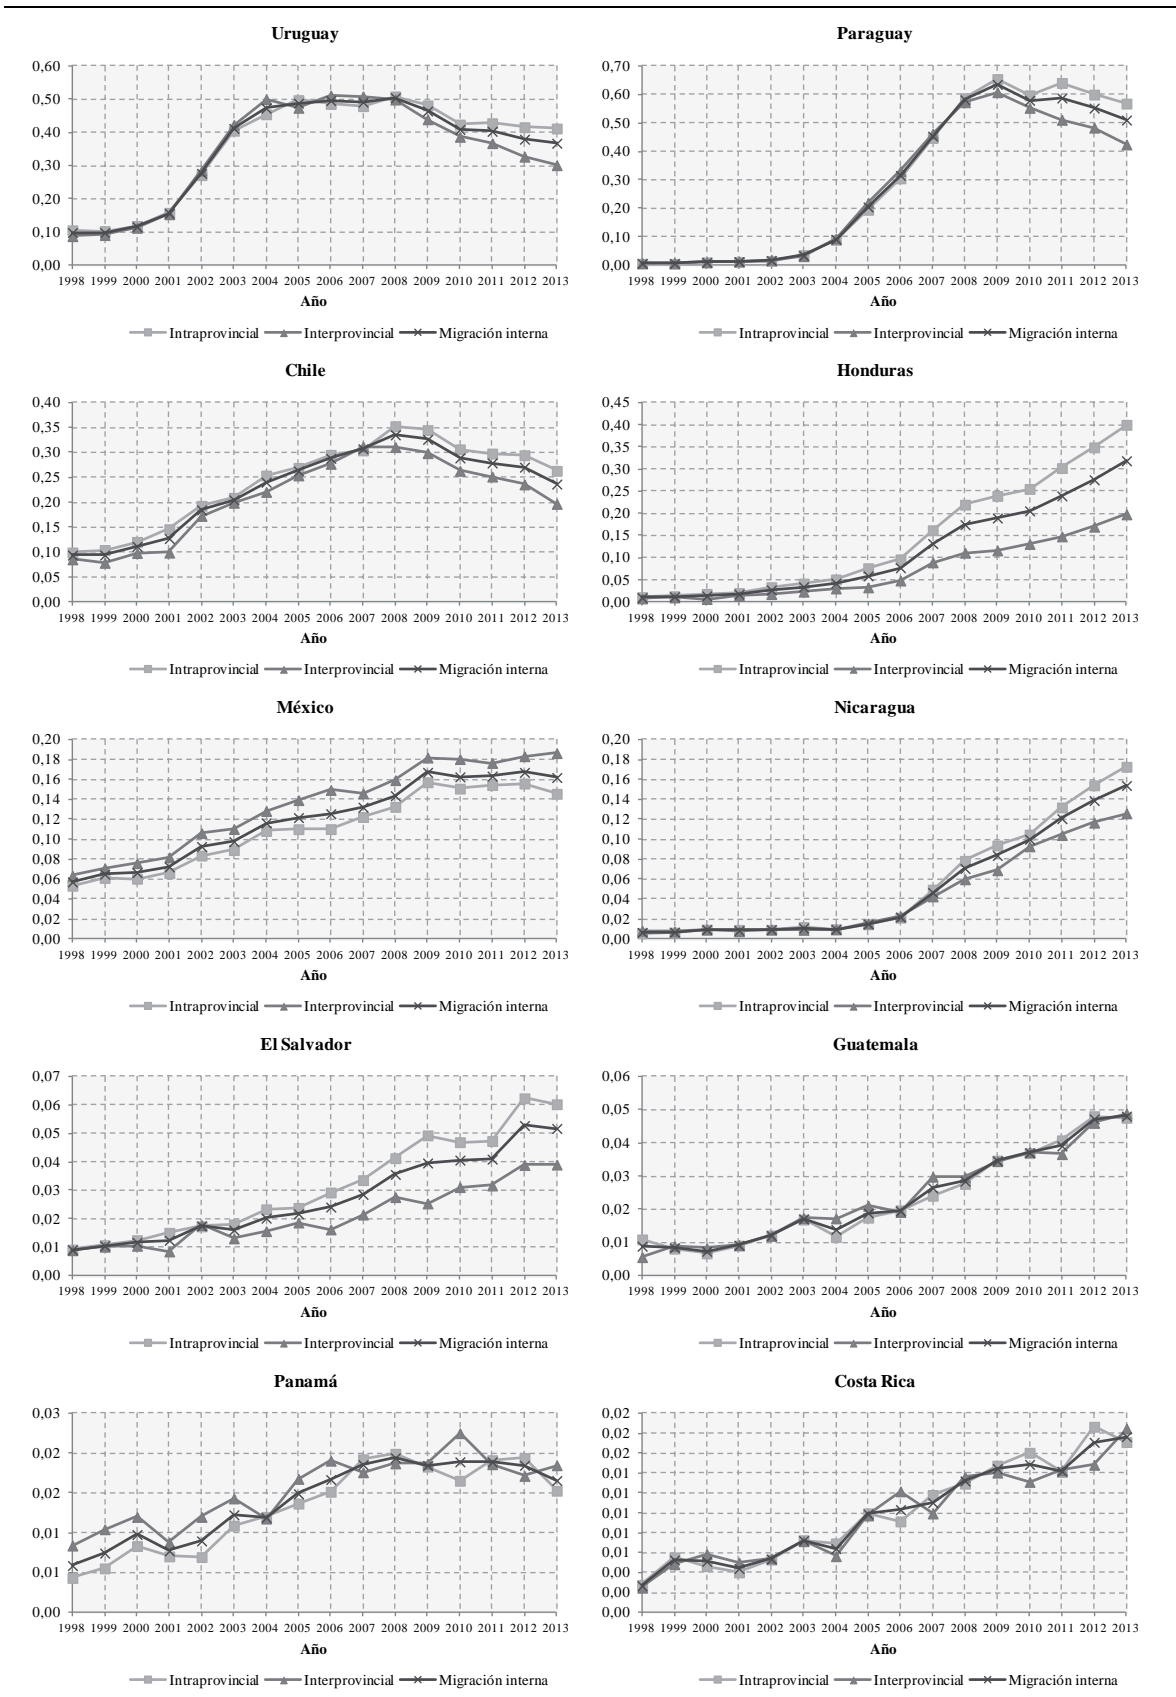 Uruguay
0,60
0,50
0,40
0,30
0,20
0,10
0,00
1998 1999 2000 2001 2002 2003 2004 2005 2006 2007 2008 2009 2010 2011 2012 2013
Año
Intraprovincial Interprovincial Migración interna
Paraguay
0,70
0,60
0,50
0,40
0,30
0,20
0,10
0,00
1998 1999 2000 2001 2002 2003 2004 2005 2006 2007 2008 2009 2010 2011 2012 2013
Año
Intraprovincial Interprovincial Migración interna
Chile
0,40
0,35
0,30
0,25
0,20
0,15
0,10
0,05
0,00
1998 1999 2000 2001 2002 2003 2004 2005 2006 2007 2008 2009 2010 2011 2012 2013
Año
Intraprovincial Interprovincial Migración interna
Honduras
0,45
0,40
0,35
0,30
0,25
0,20
0,15
0,10
0,05
0,00
1998 1999 2000 2001 2002 2003 2004 2005 2006 2007 2008 2009 2010 2011 2012 2013
Año
Intraprovincial Interprovincial Migración interna
México
0,20
0,18
0,16
0,14
0,12
0,10
0,08
0,06
0,04
0,02
0,00
1998 1999 2000 2001 2002 2003 2004 2005 2006 2007 2008 2009 2010 2011 2012 2013
Año
Intraprovincial Interprovincial Migración interna
Nicaragua
0,20
0,18
0,16
0,14
0,12
0,10
0,08
0,06
0,04
0,02
0,00
1998 1999 2000 2001 2002 2003 2004 2005 2006 2007 2008 2009 2010 2011 2012 2013
Año
Intraprovincial Interprovincial Migración interna
El Salvador
0,07
0,06
0,05
0,04
0,03
0,02
0,01
0,00
1998 1999 2000 2001 2002 2003 2004 2005 2006 2007 2008 2009 2010 2011 2012 2013
Año
Intraprovincial Interprovincial Migración interna
Guatemala
0,06
0,05
0,04
0,03
0,02
0,01
0,00
1998 1999 2000 2001 2002 2003 2004 2005 2006 2007 2008 2009 2010 2011 2012 2013
Año
Intraprovincial Interprovincial Migración interna
Panamá
0,03
0,02
0,02
0,01
0,01
0,00
1998 1999 2000 2001 2002 2003 2004 2005 2006 2007 2008 2009 2010 2011 2012 2013
Año
Intraprovincial Interprovincial Migración interna
Costa Rica
0,02
0,02
0,02
0,01
0,01
0,01
0,01
0,01
0,00
0,00
0,00
1998 1999 2000 2001 2002 2003 2004 2005 2006 2007 2008 2009 2010 2011 2012 2013
Año
Intraprovincial Interprovincial Migración interna